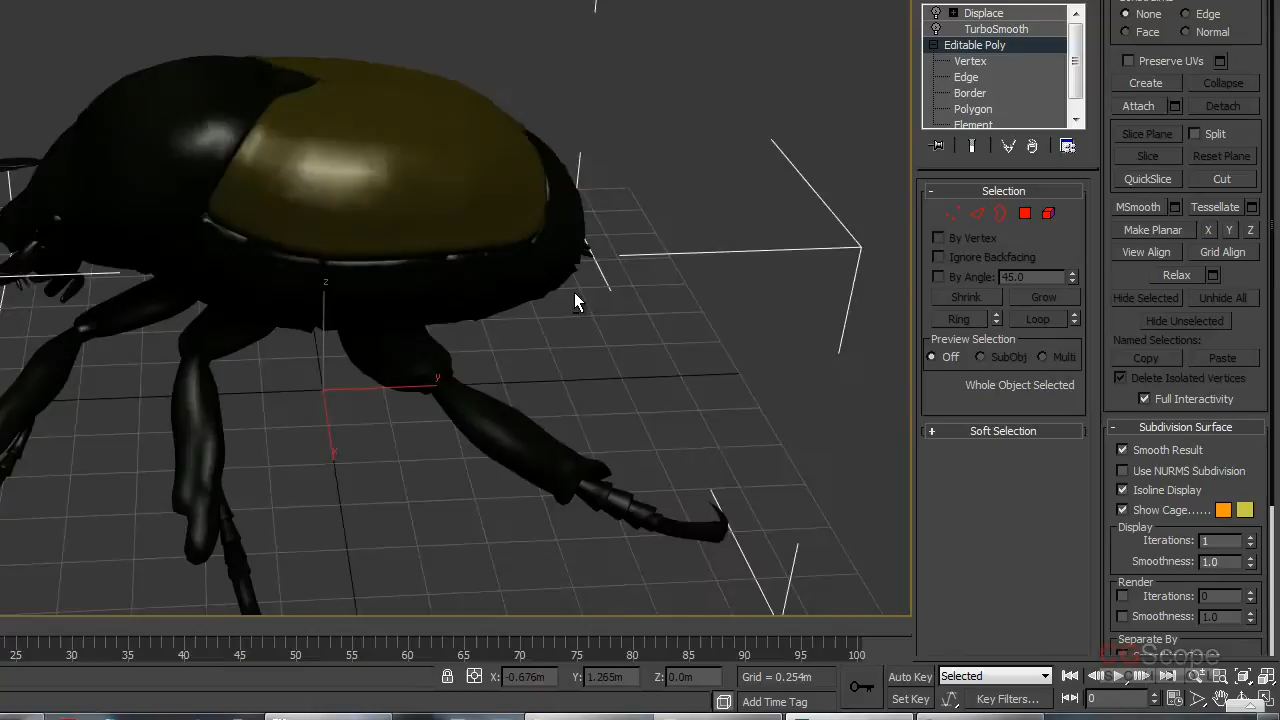 Displace
TurboSmooth
Editable Poly
Vertex
Edge
Border
Polygon
Element
Selection
By Vertex
Ignore Backfacing
By Angle: 45.0
Shrink Grow
Ring Loop
Preview Selection
Off SubObj Multi
Whole Object Selected
Soft Selection
None Edge
Face Normal
Preserve UVs
Create Collapse
Attach Detach
Slice Plane Split
Slice Reset Plane
QuickSlice Cut
MSmooth Tessellate
Make Planar X Y Z
View Align Grid Align
Relax
Hide Selected Unhide All
Hide Unselected
Named Selections:
Copy Paste
Delete Isolated Vertices
Full Interactivity
Subdivision Surface
Smooth Result
Use NURMS Subdivision
Isoline Display
Show Cage......
Display
Iterations: 1
Smoothness: 1.0
Render
Iterations: 0
Smoothness: 1.0
Separate By
CGScope
z
y
x
25 30 35 40 45 50 55 60 65 70 75 80 85 90 95 100
X: -0.676m Y: 1.265m Z: 0.0m Grid = 0.254m
Add Time Tag
Auto Key Selected
Set Key Key Filters... 0